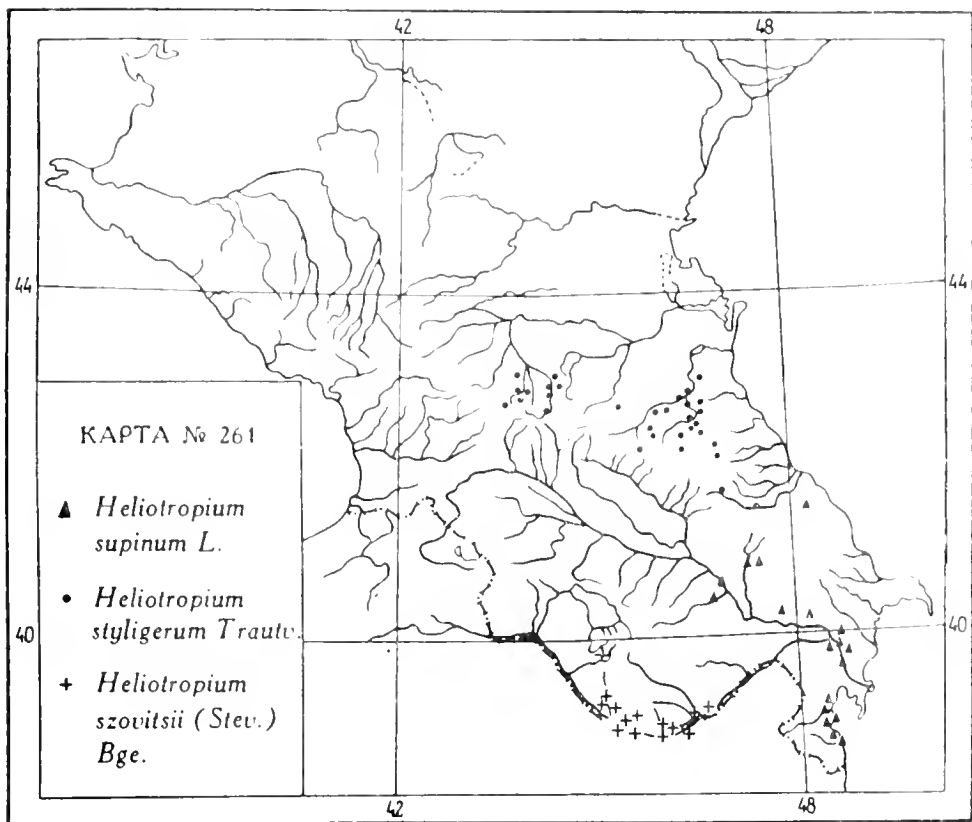 42 48
44 44
КАРТА № 261
Heliotropium
supinum L.
Heliotropium
styligerum Trautv.
40 40
Heliotropium
szovitsii (Stev.)
Bge.
42 48